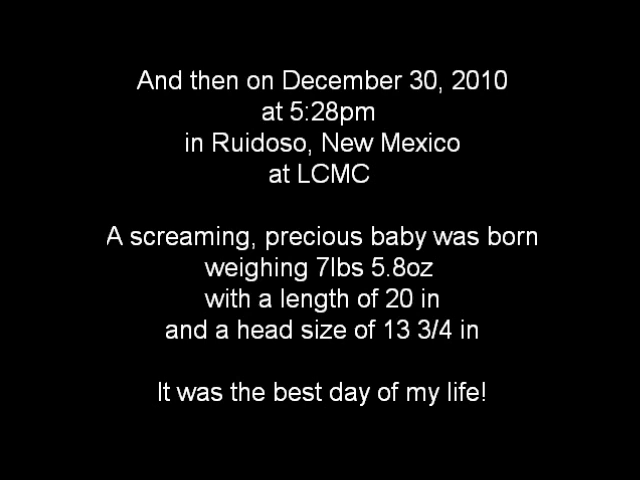 And then on December 30, 2010
at 5:28pm
in Ruidoso, New Mexico
at LCMC
A screaming, precious baby was born
weighing 7lbs 5.8oz
with a length of 20 in
and a head size of 13 3/4 in
It was the best day of my life!